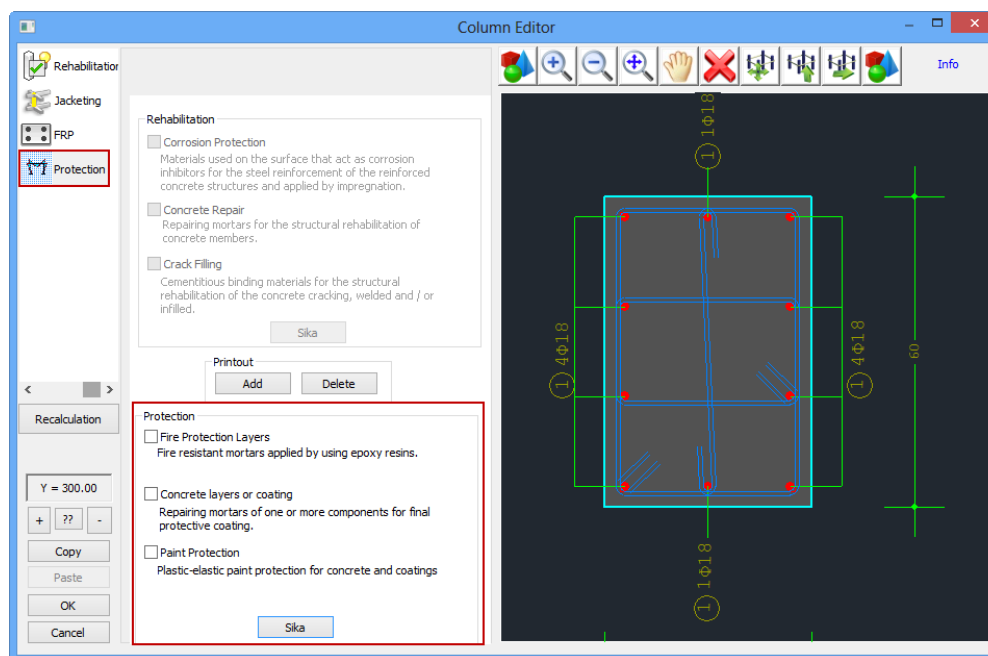 Column Editor
Rehabilitation
Jacketing
FRP
Protection
Recalculation
Y = 300.00
+ ?? -
Copy
Paste
OK
Cancel
Rehabilitation
Corrosion Protection
Materials used on the surface that act as corrosion
inhibitors for the steel reinforcement of the reinforced
concrete structures and applied by impregnation.
Concrete Repair
Repairing mortars for the structural rehabilitation of
concrete members.
Crack Filling
Cementitious binding materials for the structural
rehabilitation of the concrete cracking, welded and / or
infilled.
Sika
Printout
Add Delete
Protection
Fire Protection Layers
Fire resistant mortars applied by using epoxy resins.
Concrete layers or coating
Repairing mortars of one or more components for final
protective coating.
Paint Protection
Plastic-elastic paint protection for concrete and coatings
Sika
Info
1 1Φ18
1 4Φ18
1 4Φ18
60
1 1Φ18